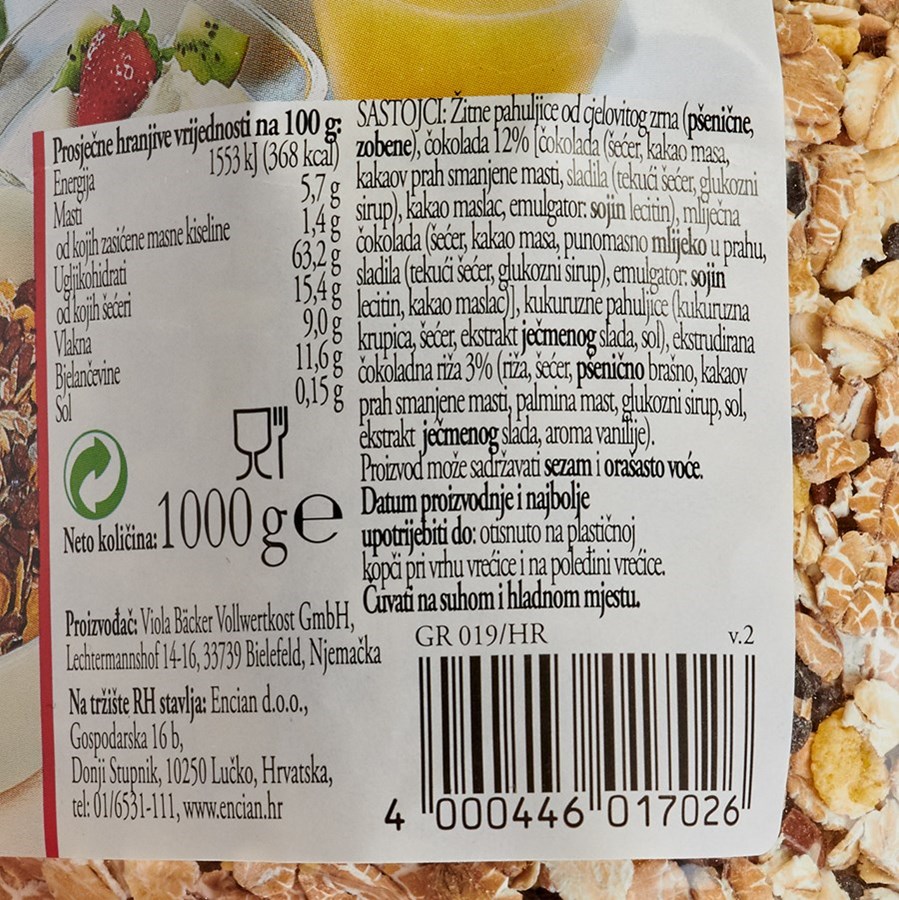 Prosječne hranjive vrijednosti na 100 g:
Energija 1553 kJ (368 kcal)
Masti 5,7 g
od kojih zasićene masne kiseline 1,4 g
Ugljikohidrati 63,2 g
od kojih šećeri 15,4 g
Vlakna 9,0 g
Bjelančevine 11,6 g
Sol 0,15 g
Neto količina: 1000 g e
Proizvođač: Viola Bäcker Vollwertkost GmbH,
Lechtermannshof 14-16, 33739 Bielefeld, Njemačka
Na tržište RH stavlja: Encian d.o.o.,
Gospodarska 16 b,
Donji Stupnik, 10250 Lučko, Hrvatska,
tel: 01/6531-111, www.encian.hr
SASTOJCI: Žitne pahuljice od cjelovitog zrna (pšenične,
zobene), čokolada 12% [čokolada (šećer, kakao masa,
kakaov prah smanjene masti, sladila (tekući šećer, glukozni
sirup), kakao maslac, emulgator: sojin lecitin), mliječna
čokolada (šećer, kakao masa, punomasno mlijeko u prahu,
sladila (tekući šećer, glukozni sirup), emulgator: sojin
lecitin, kakao maslac)], kukuruzne pahuljice (kukuruzna
krupica, šećer, ekstrakt ječmenog slada, sol), ekstrudirana
čokoladna riža 3% (riža, šećer, pšenično brašno, kakaov
prah smanjene masti, palmina mast, glukozni sirup, sol,
ekstrakt ječmenog slada, aroma vanilije).
Proizvod može sadržavati sezam i orašasto voće.
Datum proizvodnje i najbolje
upotrijebiti do: otisnuto na plastičnoj
kopči pri vrhu vrećice i na poleđini vrećice.
Čuvati na suhom i hladnom mjestu.
GR 019/HR v.2
4 000446 017026